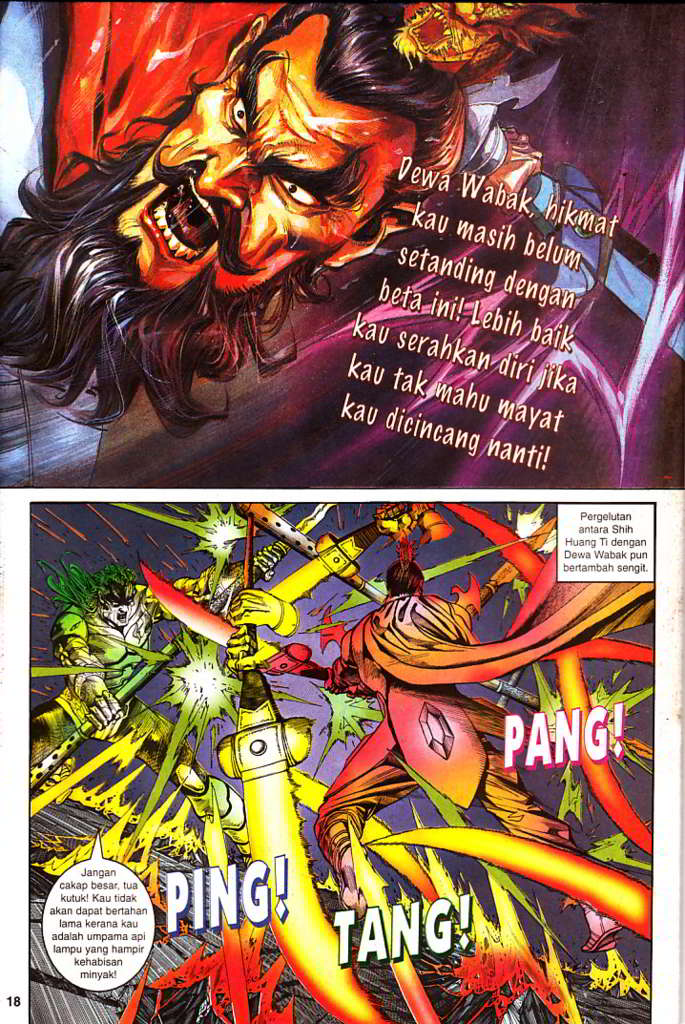 Dewa Wabak, hikmat
kau masih belum
setanding dengan
beta ini! Lebih baik
kau serahkan diri jika
kau tak mahu mayat
kau dicincang nanti!
Pergelutan
antara Shih
Huang Ti dengan
Dewa Wabak pun
bertambah sengit.
PANG!
PING!
TANG!
Jangan
cakap besar, tua
kutuk! Kau tidak
akan dapat bertahan
lama kerana kau
adalah umpama api
lampu yang hampir
kehabisan
minyak!
18